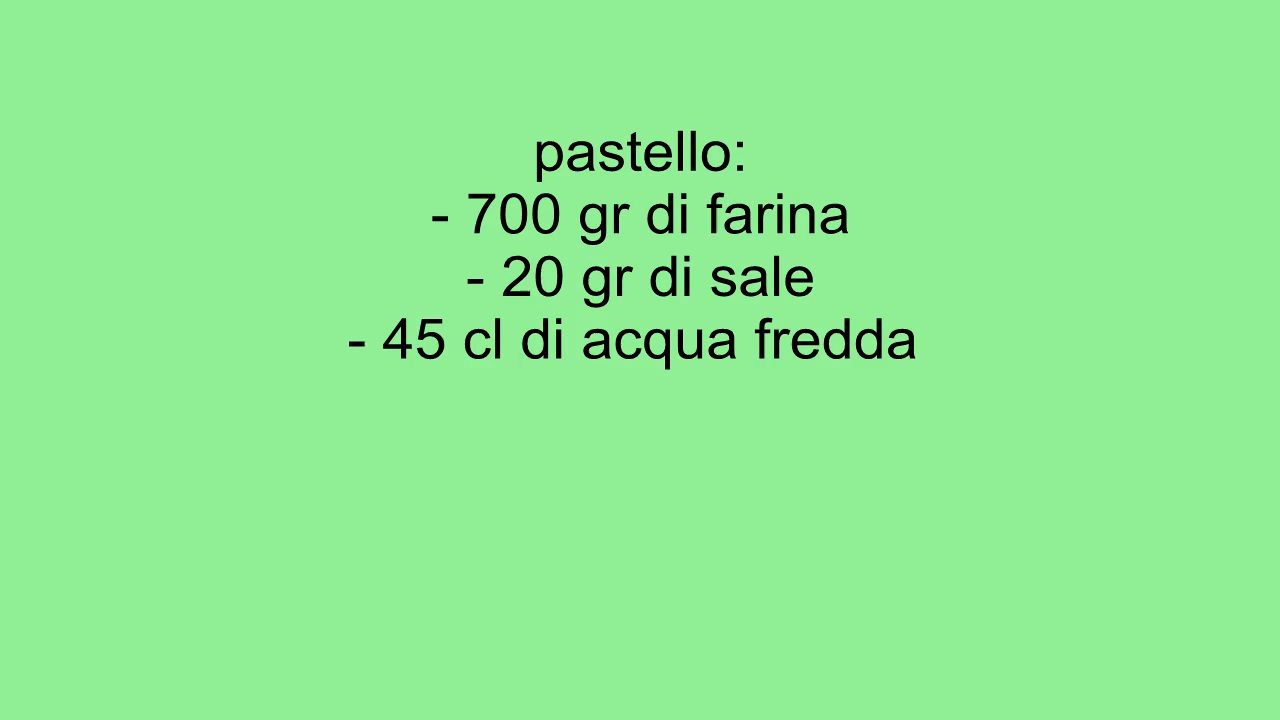 pastello:
- 700 gr di farina
- 20 gr di sale
- 45 cl di acqua fredda